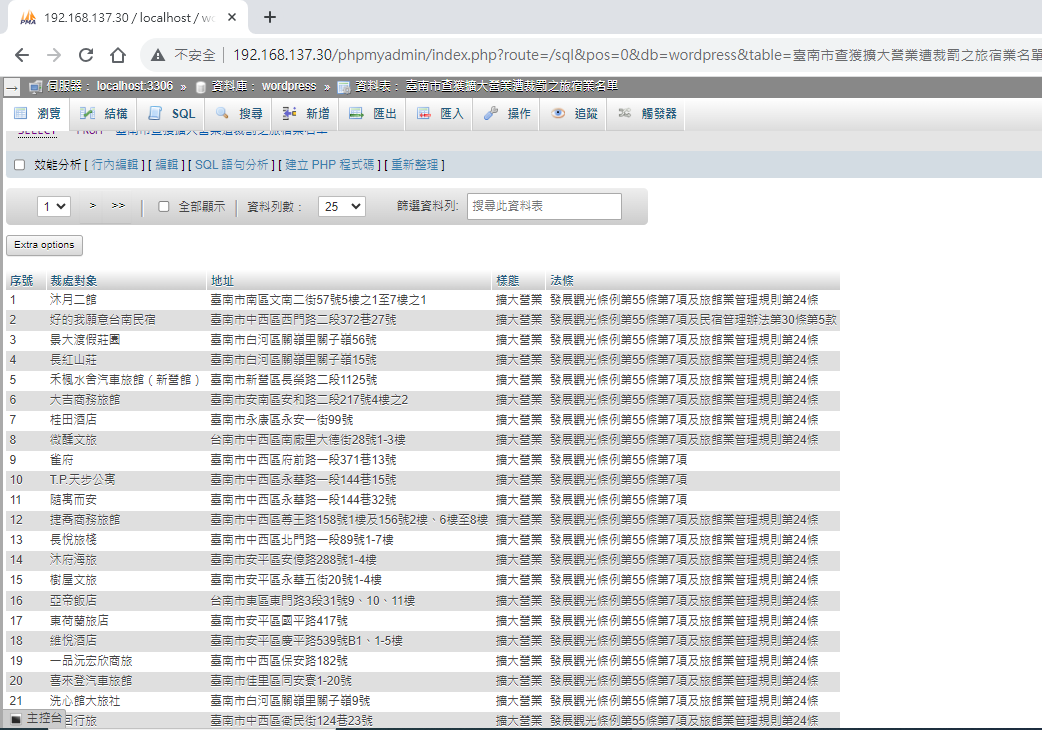 192.168.137.30 / localhost / wo
不安全 192.168.137.30/phpmyadmin/index.php?route=/sql&pos=0&db=wordpress&table=臺南市查獲擴大營業遭裁罰之旅宿業名單
伺服器： localhost:3306 » 資料庫： wordpress » 資料表： 臺南市查獲擴大營業遭裁罰之旅宿業名單
瀏覽 結構 SQL 搜尋 新增 匯出 匯入 操作 追蹤 觸發器
SELECT * FROM `臺南市查獲擴大營業遭裁罰之旅宿業名單`
效能分析 [ 行內編輯 ] [ 編輯 ] [ SQL 語句分析 ] [ 建立 PHP 程式碼 ] [ 重新整理 ]
1 > >> 全部顯示 資料列數： 25 篩選資料列: 搜尋此資料表
Extra options
序號 裁處對象 地址 樣態 法條
1 沐月二館 臺南市南區文南二街57號5樓之1至7樓之1 擴大營業 發展觀光條例第55條第7項及旅館業管理規則第24條
2 好的我願意台南民宿 臺南市中西區西門路二段372巷27號 擴大營業 發展觀光條例第55條第7項及民宿管理辦法第30條第5款
3 景大渡假莊園 臺南市白河區關嶺里關子嶺56號 擴大營業 發展觀光條例第55條第7項及旅館業管理規則第24條
4 長紅山莊 臺南市白河區關嶺里關子嶺15號 擴大營業 發展觀光條例第55條第7項及旅館業管理規則第24條
5 禾楓水舍汽車旅館（新營館） 臺南市新營區長榮路二段1125號 擴大營業 發展觀光條例第55條第7項及旅館業管理規則第24條
6 大吉商務旅館 臺南市安南區安和路二段217號4樓之2 擴大營業 發展觀光條例第55條第7項及旅館業管理規則第24條
7 桂田酒店 臺南市永康區永安一街99號 擴大營業 發展觀光條例第55條第7項及旅館業管理規則第24條
8 微醺文旅 台南市中西區南廠里大德街28號1-3樓 擴大營業 發展觀光條例第55條第7項及旅館業管理規則第24條
9 雀府 臺南市中西區府前路一段371巷13號 擴大營業 發展觀光條例第55條第7項
10 T.P.天步公寓 臺南市中西區永華路一段144巷15號 擴大營業 發展觀光條例第55條第7項
11 隨寓而安 臺南市中西區永華路一段144巷32號 擴大營業 發展觀光條例第55條第7項
12 捷喬商務旅館 臺南市中西區尊王路158號1樓及156號2樓、6樓至8樓 擴大營業 發展觀光條例第55條第7項及旅館業管理規則第24條
13 長悅旅棧 臺南市中西區北門路一段89號1-7樓 擴大營業 發展觀光條例第55條第7項及旅館業管理規則第24條
14 沐府海旅 臺南市安平區安億路288號1-4樓 擴大營業 發展觀光條例第55條第7項及旅館業管理規則第24條
15 樹屋文旅 臺南市安平區永華五街20號1-4樓 擴大營業 發展觀光條例第55條第7項及旅館業管理規則第24條
16 亞帝飯店 台南市東區東門路3段31號9、10、11樓 擴大營業 發展觀光條例第55條第7項及旅館業管理規則第24條
17 東荷蘭旅店 臺南市安平區國平路417號 擴大營業 發展觀光條例第55條第7項及旅館業管理規則第24條
18 維悅酒店 臺南市安平區慶平路539號B1、1-5樓 擴大營業 發展觀光條例第55條第7項及旅館業管理規則第24條
19 一品沅宏欣商旅 臺南市中西區保安路182號 擴大營業 發展觀光條例第55條第7項及旅館業管理規則第24條
20 喜來登汽車旅館 臺南市佳里區同安寮1-20號 擴大營業 發展觀光條例第55條第7項及旅館業管理規則第24條
21 洗心館大旅社 臺南市白河區關嶺里關子嶺9號 擴大營業 發展觀光條例第55條第7項及旅館業管理規則第24條
主控台 回行旅 臺南市中西區衛民街124巷23號 擴大營業 發展觀光條例第55條第7項及旅館業管理規則第24條